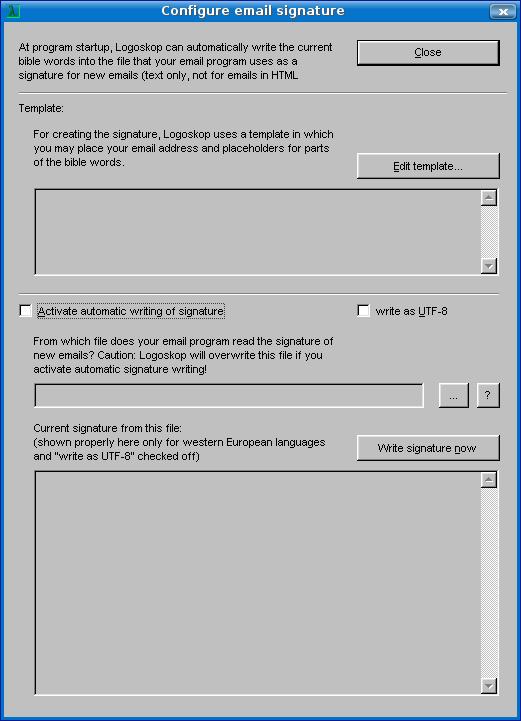 Configure email signature
At program startup, Logoskop can automatically write the current
bible words into the file that your email program uses as a
signature for new emails (text only, not for emails in HTML
Close
Template:
For creating the signature, Logoskop uses a template in which
you may place your email address and placeholders for parts
of the bible words.
Edit template...
Activate automatic writing of signature
write as UTF-8
From which file does your email program read the signature of
new emails? Caution: Logoskop will overwrite this file if you
activate automatic signature writing!
...
?
Current signature from this file:
(shown properly here only for western European languages
and "write as UTF-8" checked off)
Write signature now